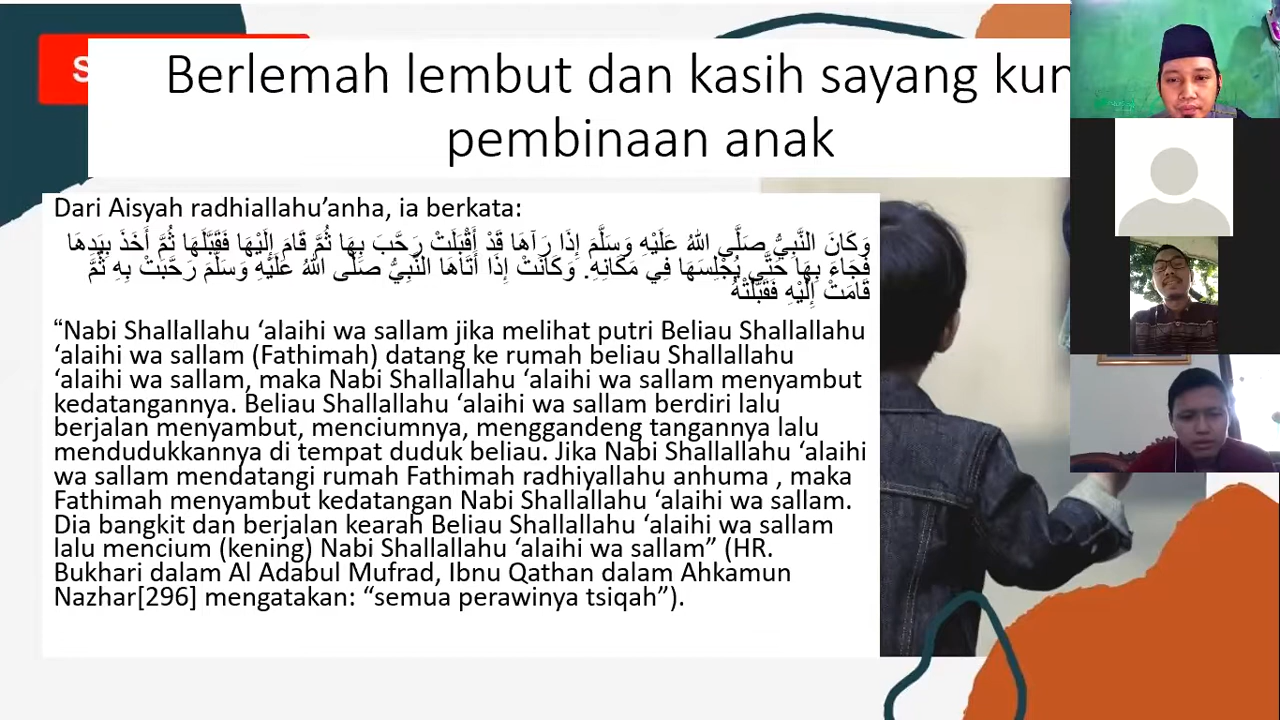 S
Berlemah lembut dan kasih sayang kun
pembinaan anak
Dari Aisyah radhiallahu’anha, ia berkata:
وَكَانَ النَّبِيُّ صَلَّى اللهُ عَلَيْهِ وَسَلَّمَ إِذَا رَآهَا قَدْ أَقْبَلَتْ رَحَّبَ بِهَا ثُمَّ قَامَ إِلَيْهَا فَقَبَّلَهَا ثُمَّ أَخَذَ بِيَدِهَا
فَجَاءَ بِهَا حَتَّى يُجْلِسَهَا فِي مَكَانِهِ. وَكَانَتْ إِذَا أَتَاهَا النَّبِيُّ صَلَّى اللهُ عَلَيْهِ وَسَلَّمَ رَحَّبَتْ بِهِ ثُمَّ
قَامَتْ إِلَيْهِ فَقَبَّلَتْهُ
“Nabi Shallallahu ‘alaihi wa sallam jika melihat putri Beliau Shallallahu
‘alaihi wa sallam (Fathimah) datang ke rumah beliau Shallallahu
‘alaihi wa sallam, maka Nabi Shallallahu ‘alaihi wa sallam menyambut
kedatangannya. Beliau Shallallahu ‘alaihi wa sallam berdiri lalu
berjalan menyambut, menciumnya, menggandeng tangannya lalu
mendudukkannya di tempat duduk beliau. Jika Nabi Shallallahu ‘alaihi
wa sallam mendatangi rumah Fathimah radhiyallahu anhuma , maka
Fathimah menyambut kedatangan Nabi Shallallahu ‘alaihi wa sallam.
Dia bangkit dan berjalan kearah Beliau Shallallahu ‘alaihi wa sallam
lalu mencium (kening) Nabi Shallallahu ‘alaihi wa sallam” (HR.
Bukhari dalam Al Adabul Mufrad, Ibnu Qathan dalam Ahkamun
Nazhar[296] mengatakan: “semua perawinya tsiqah”).